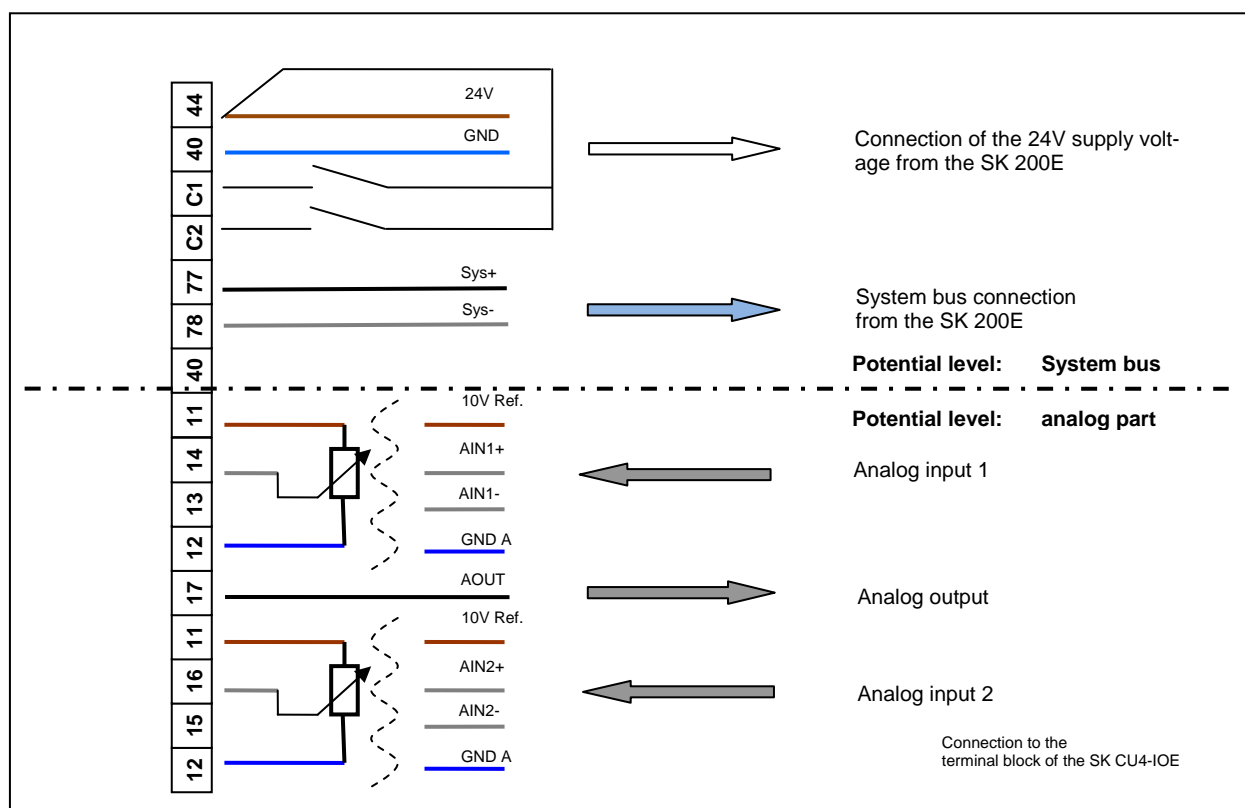 44
24V
40
GND
Connection of the 24V supply volt-
age from the SK 200E
C1
C2
77
Sys+
78
Sys-
System bus connection
from the SK 200E
40
Potential level: System bus
11
10V Ref.
Potential level: analog part
14
AIN1+
Analog input 1
13
AIN1-
12
GND A
17
AOUT
Analog output
11
10V Ref.
16
AIN2+
Analog input 2
15
AIN2-
12
GND A
Connection to the
terminal block of the SK CU4-IOE